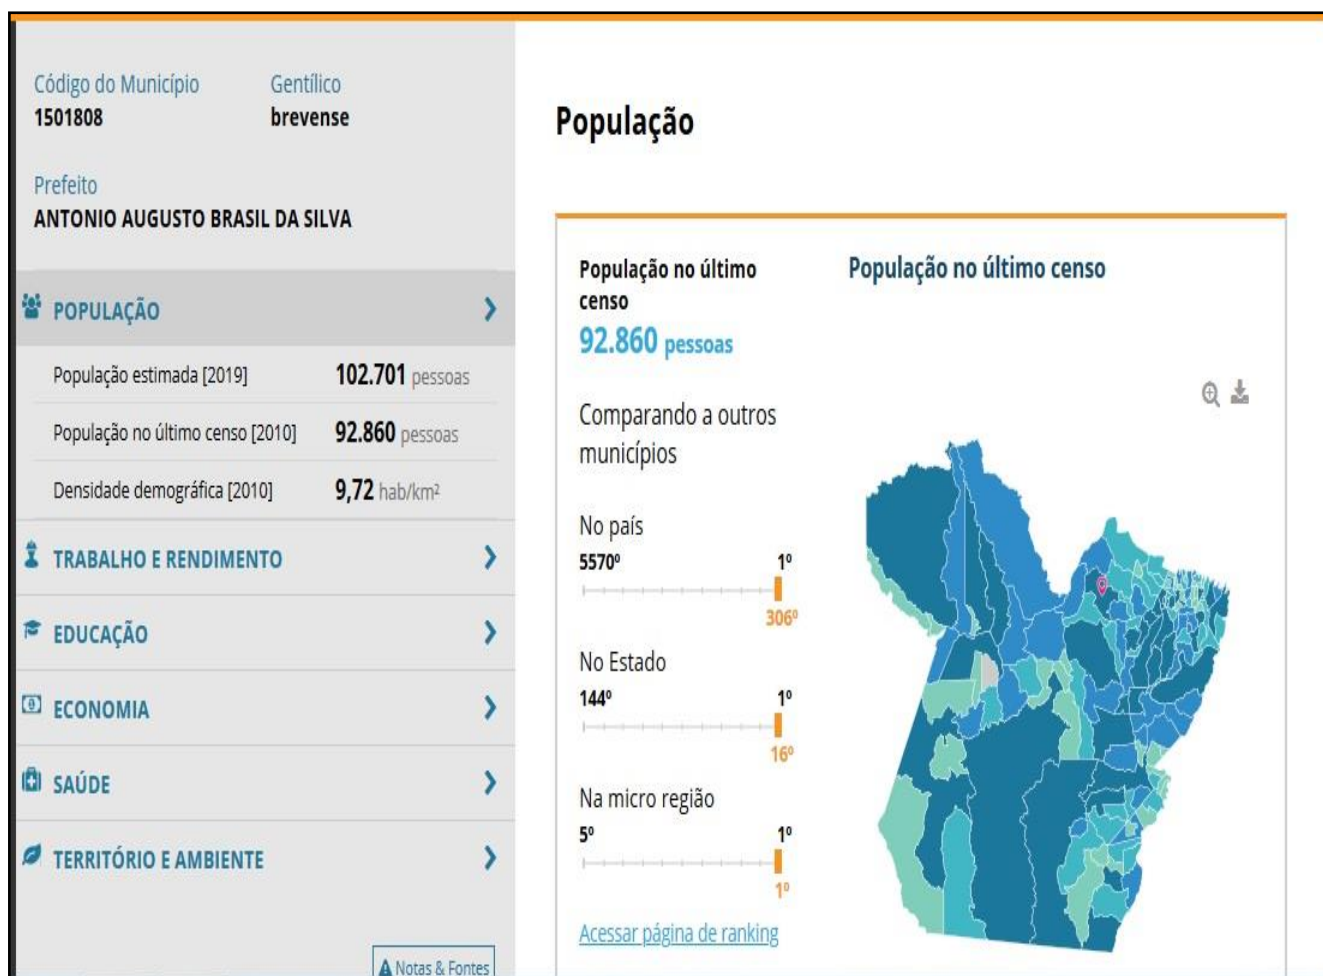 Código do Município Gentílico
1501808 brevense
Prefeito
ANTONIO AUGUSTO BRASIL DA SILVA
POPULAÇÃO
População estimada [2019] 102.701 pessoas
População no último censo [2010] 92.860 pessoas
Densidade demográfica [2010] 9,72 hab/km²
TRABALHO E RENDIMENTO
EDUCAÇÃO
ECONOMIA
SAÚDE
TERRITÓRIO E AMBIENTE
Notas & Fontes
População
População no último
censo
92.860 pessoas
Comparando a outros
municípios
No país
5570º 1º
306º
No Estado
144º 1º
16º
Na micro região
5º 1º
1º
Acessar página de ranking
População no último censo